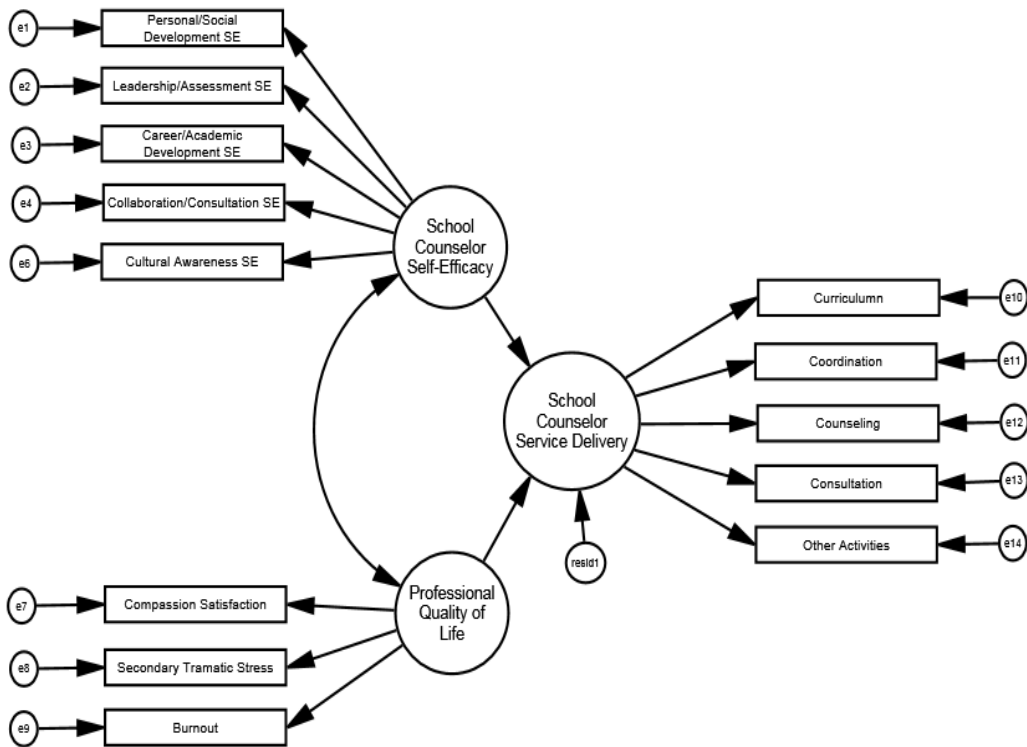 e1
Personal/Social
Development SE
e2
Leadership/Assessment SE
e3
Career/Academic
Development SE
e4
Collaboration/Consultation SE
e6
Cultural Awareness SE
School
Counselor
Self-Efficacy
Curriculumn
e10
Coordination
e11
School
Counselor
Service Delivery
Counseling
e12
Consultation
e13
Other Activities
e14
resid1
e7
Compassion Satisfaction
Professional
Quality of
Life
e8
Secondary Tramatic Stress
e9
Burnout